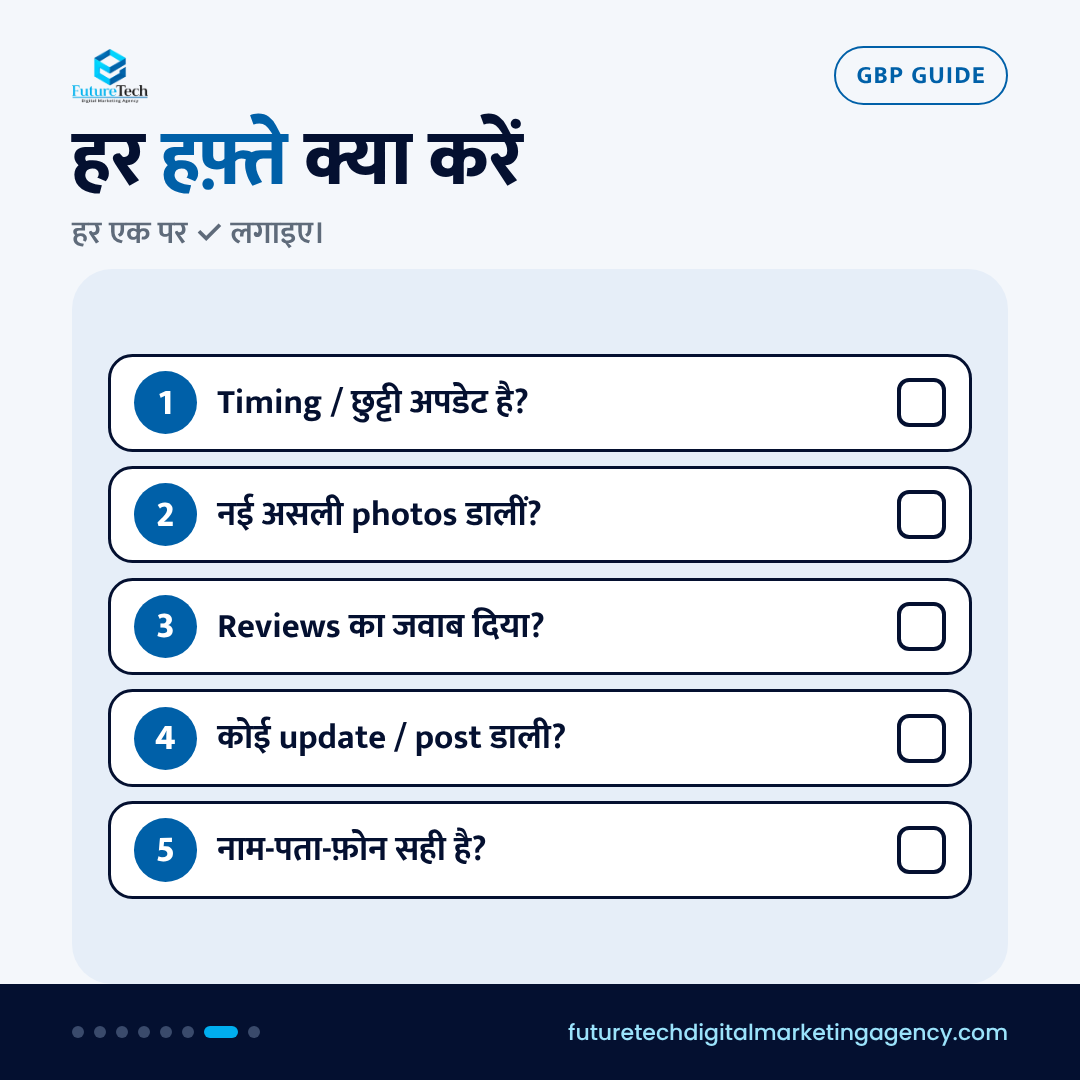 FutureTech
Digital Marketing Agency
GBP GUIDE
हर हफ़्ते क्या करें
हर एक पर ✓ लगाइए।
1 Timing / छुट्टी अपडेट है?
2 नई असली photos डालीं?
3 Reviews का जवाब दिया?
4 कोई update / post डाली?
5 नाम-पता-फ़ोन सही है?
futuretechdigitalmarketingagency.com